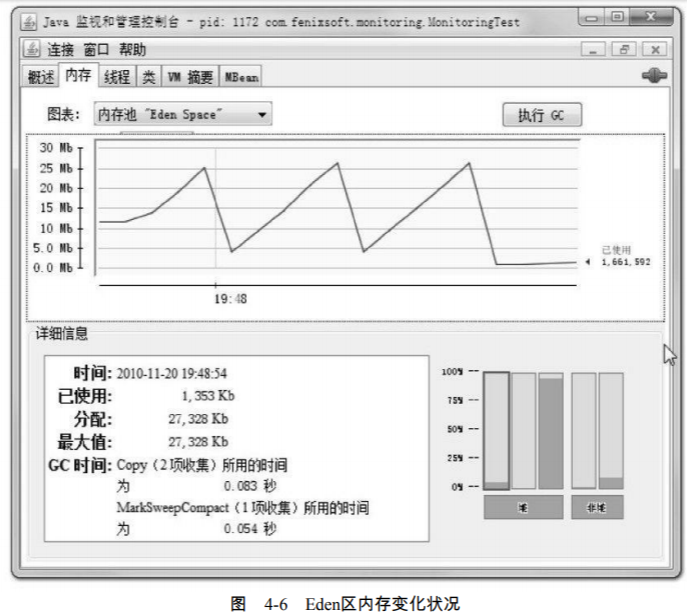 Java 监视和管理控制台 - pid: 1172 com.fenixsoft.monitoring.MonitoringTest
连接 窗口 帮助
概述 内存 线程 类 VM 摘要 MBean
图表: 内存池 "Eden Space" 执行 GC
30 Mb
25 Mb
20 Mb
15 Mb
10 Mb
5.0 Mb
0.0 Mb
已使用
1,661,592
19:48
详细信息
时间: 2010-11-20 19:48:54
已使用: 1,353 Kb
分配: 27,328 Kb
最大值: 27,328 Kb
GC 时间: Copy (2 项收集) 所用的时间
为 0.083 秒
MarkSweepCompact (1 项收集) 所用的时间
为 0.054 秒
100%
75%
50%
25%
0%
堆 非堆
图 4-6 Eden区内存变化状况